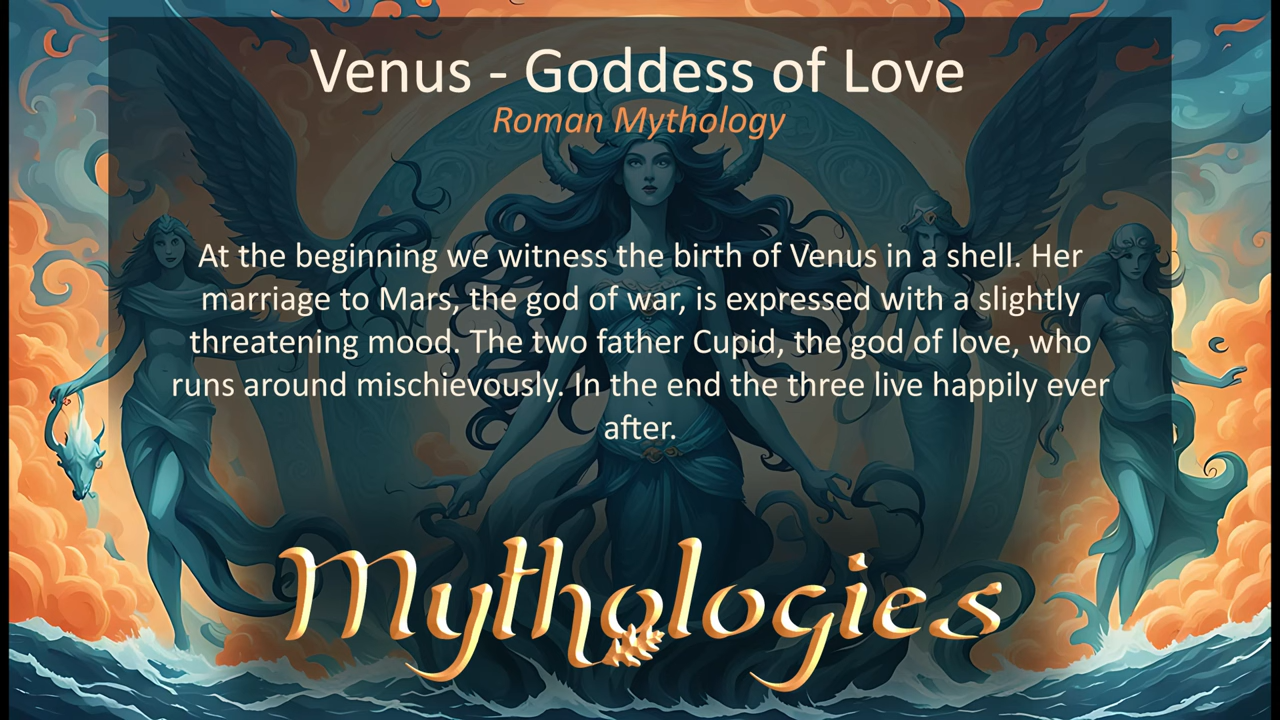 Venus - Goddess of Love
Roman Mythology
At the beginning we witness the birth of Venus in a shell. Her
marriage to Mars, the god of war, is expressed with a slightly
threatening mood. The two father Cupid, the god of love, who
runs around mischievously. In the end the three live happily ever
after.
Mythologies